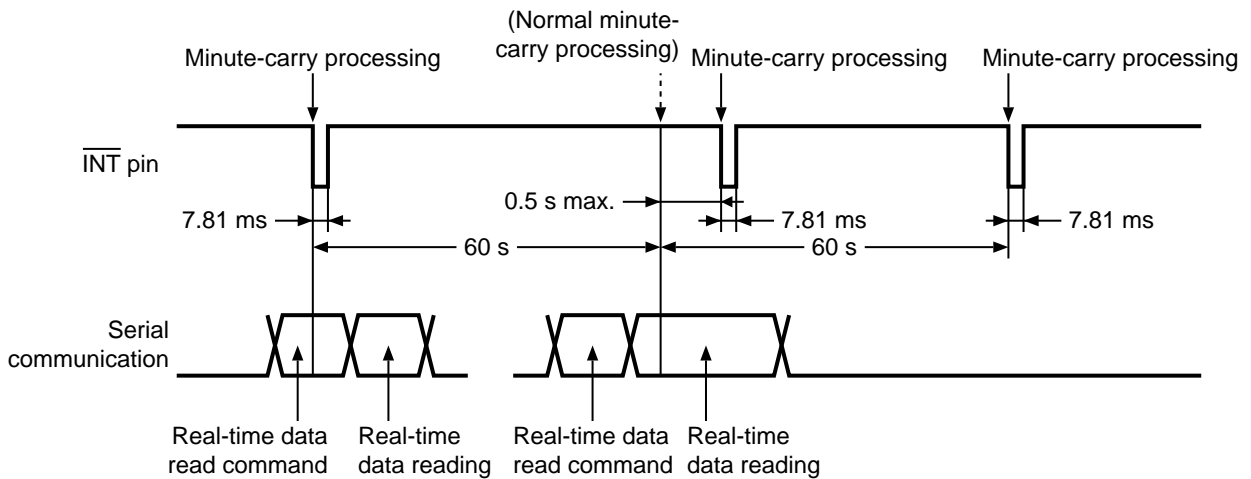 (Normal minute-
carry processing)
Minute-carry processing
Minute-carry processing
Minute-carry processing
INT pin
7.81 ms
0.5 s max.
7.81 ms
7.81 ms
60 s
60 s
Serial
communication
Real-time data
read command
Real-time
data reading
Real-time data
read command
Real-time
data reading